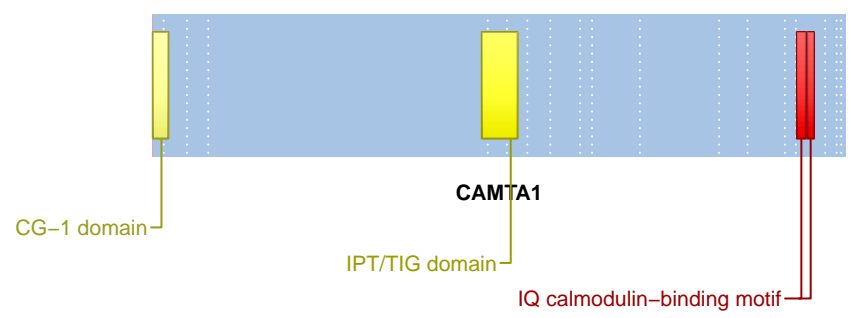 CAMTA1
CG−1 domain
IPT/TIG domain
IQ calmodulin−binding motif